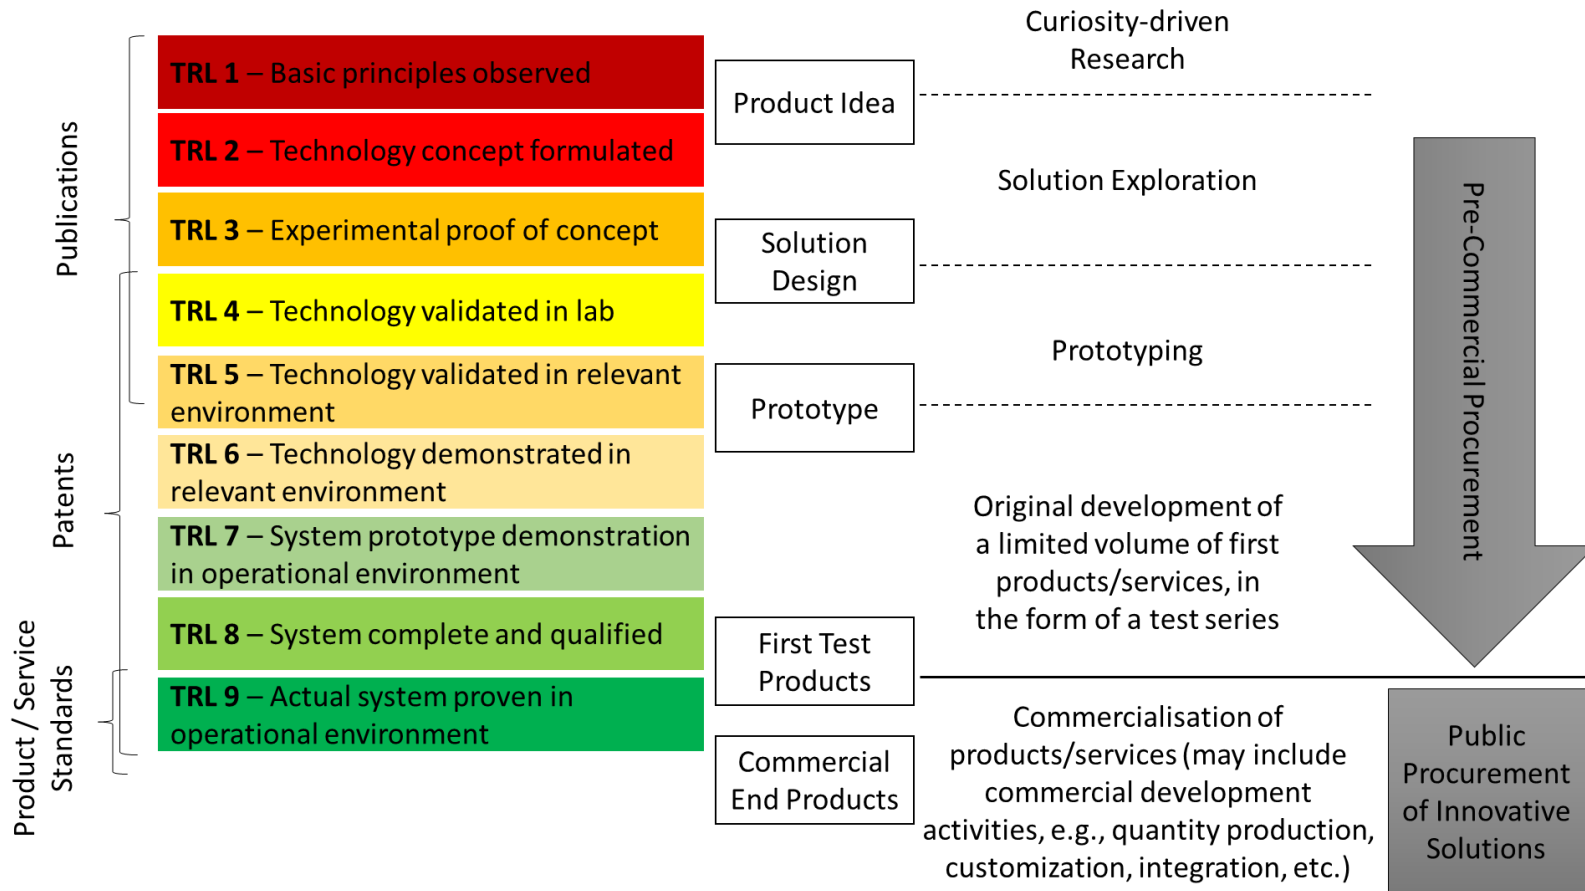 Publications
Patents
Product / Service
Standards
TRL 1 – Basic principles observed
TRL 2 – Technology concept formulated
TRL 3 – Experimental proof of concept
TRL 4 – Technology validated in lab
TRL 5 – Technology validated in relevant
environment
TRL 6 – Technology demonstrated in
relevant environment
TRL 7 – System prototype demonstration
in operational environment
TRL 8 – System complete and qualified
TRL 9 – Actual system proven in
operational environment
Product Idea
Solution
Design
Prototype
First Test
Products
Commercial
End Products
Curiosity-driven
Research
Solution Exploration
Prototyping
Original development of
a limited volume of first
products/services, in
the form of a test series
Commercialisation of
products/services (may include
commercial development
activities, e.g., quantity production,
customization, integration, etc.)
Pre-Commercial Procurement
Public
Procurement
of Innovative
Solutions